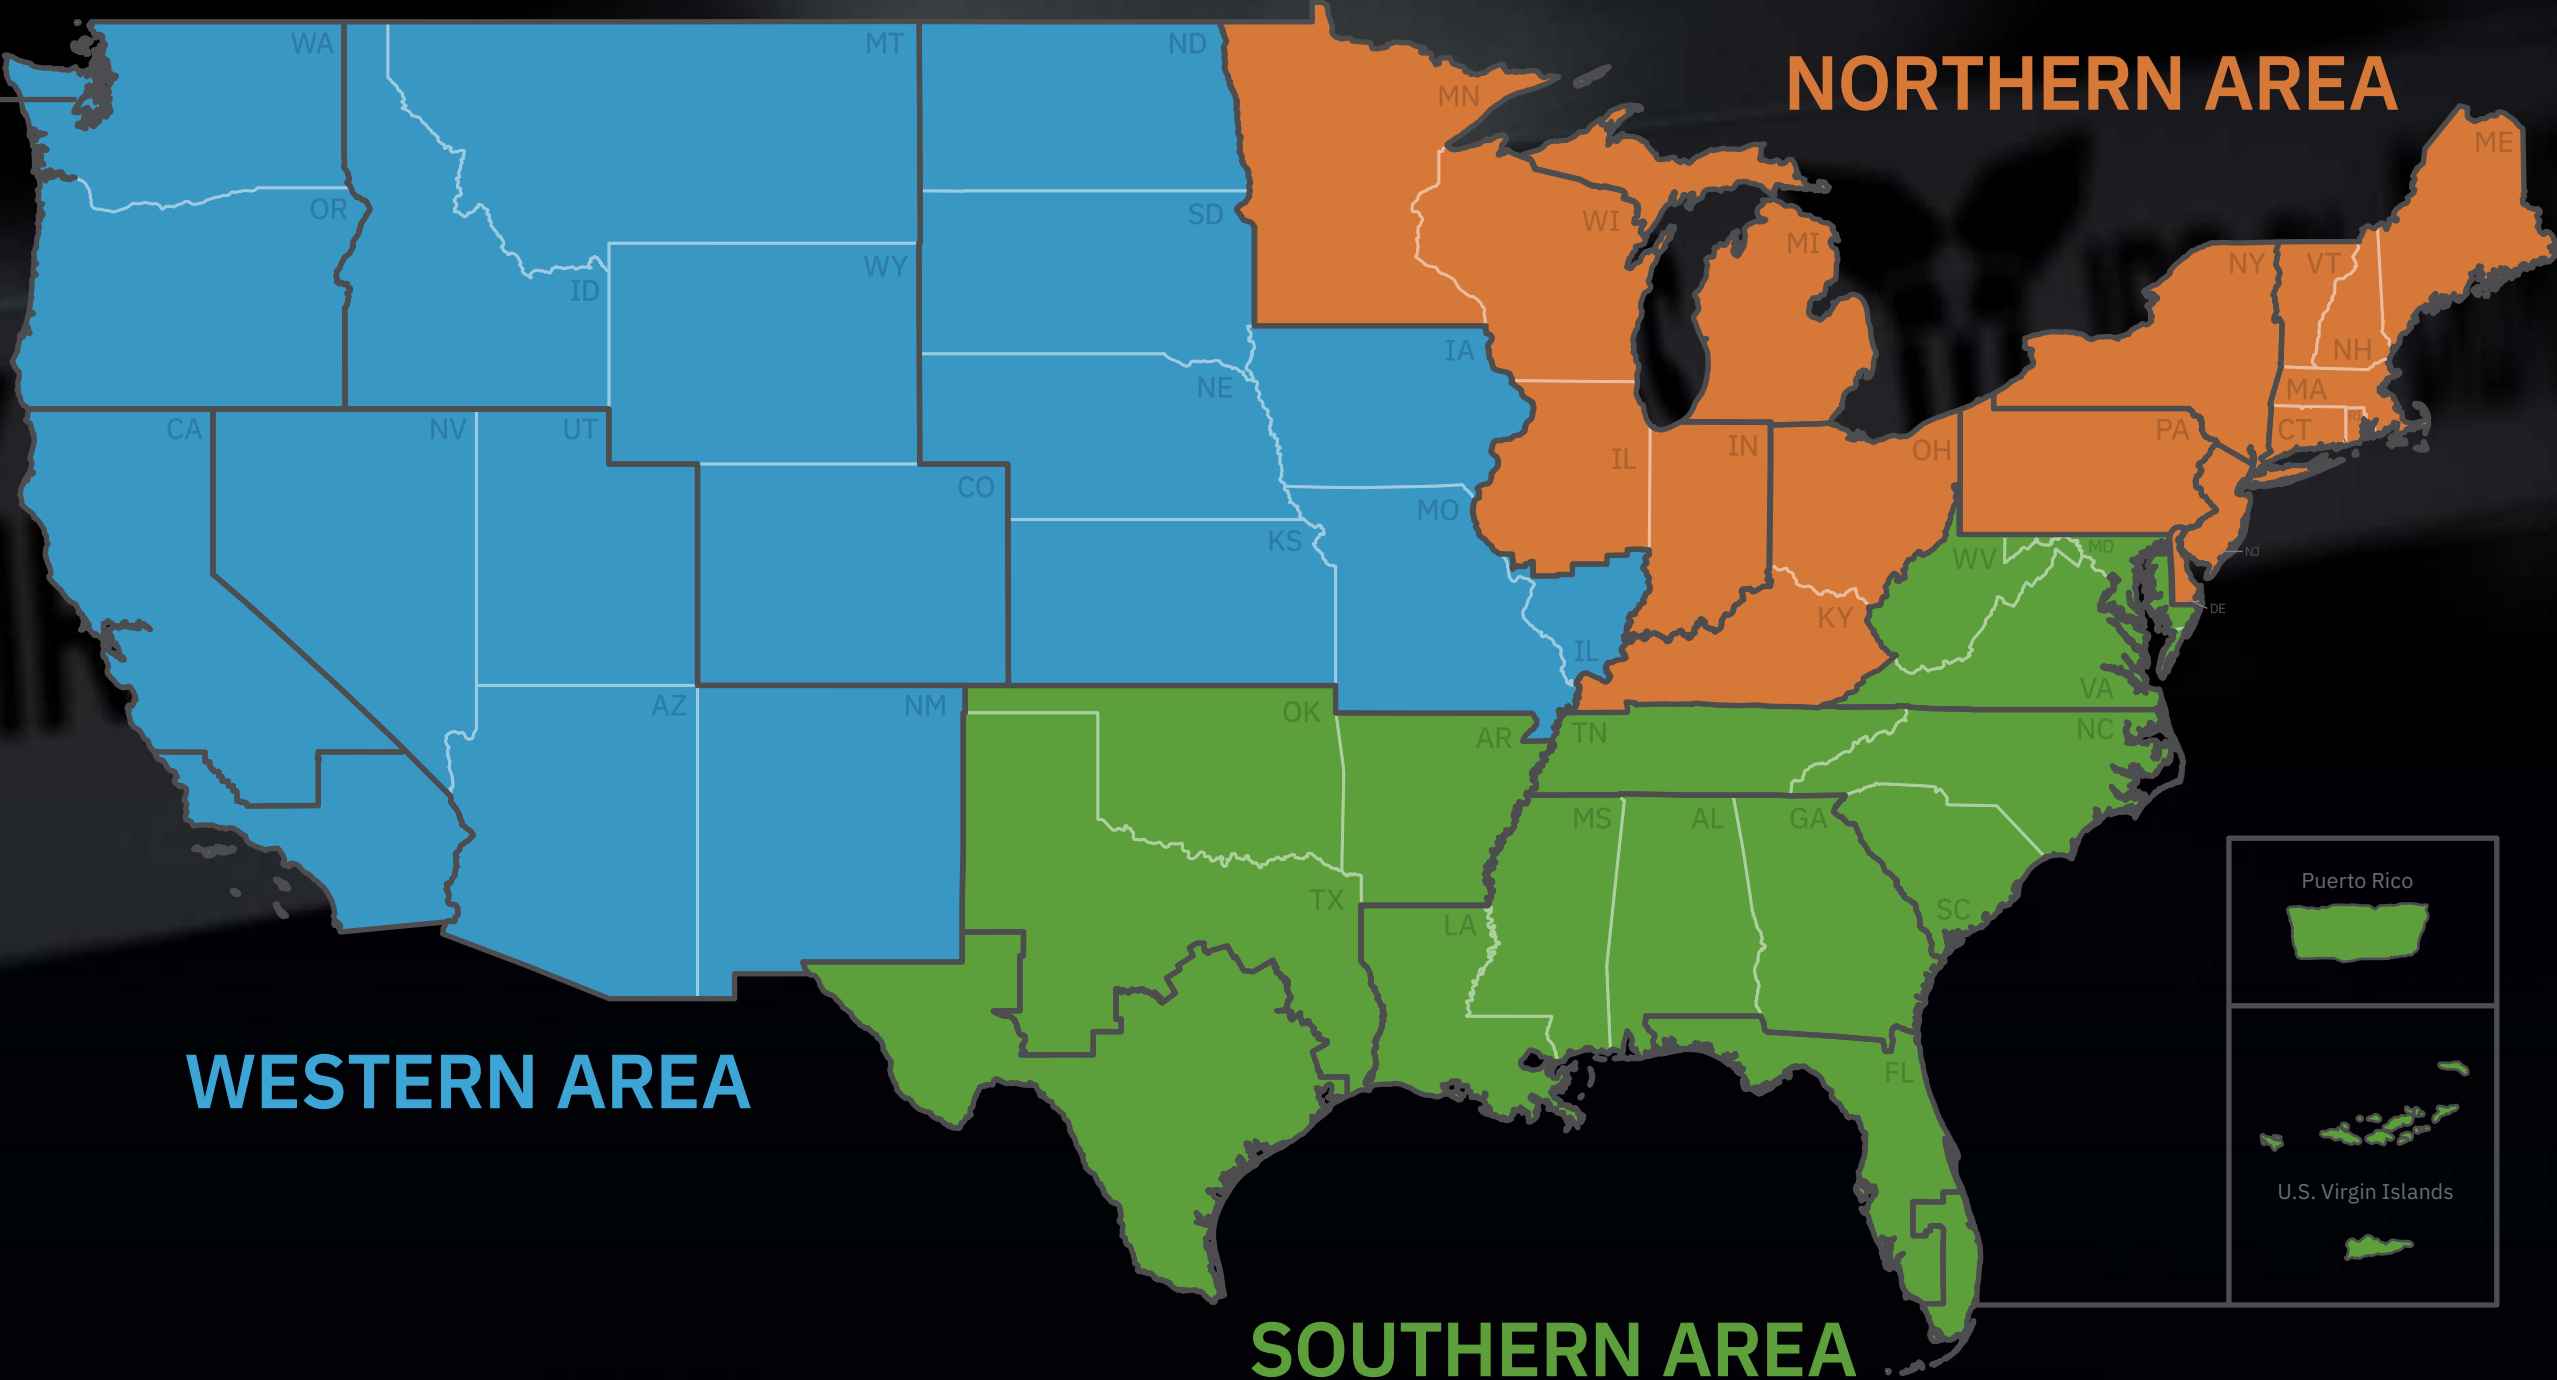 WA
MT
ND
MN
NORTHERN AREA
ME
OR
SD
WI
MI
ID
WY
NY
VT
IA
NH
NE
MA
RI
CA
NV
UT
PA
CT
IL
IN
OH
CO
MO
KS
WV
MD
NJ
DE
KY
IL
VA
AZ
NM
OK
AR
TN
NC
MS
AL
GA
TX
LA
SC
Puerto Rico
FL
WESTERN AREA
U.S. Virgin Islands
SOUTHERN AREA